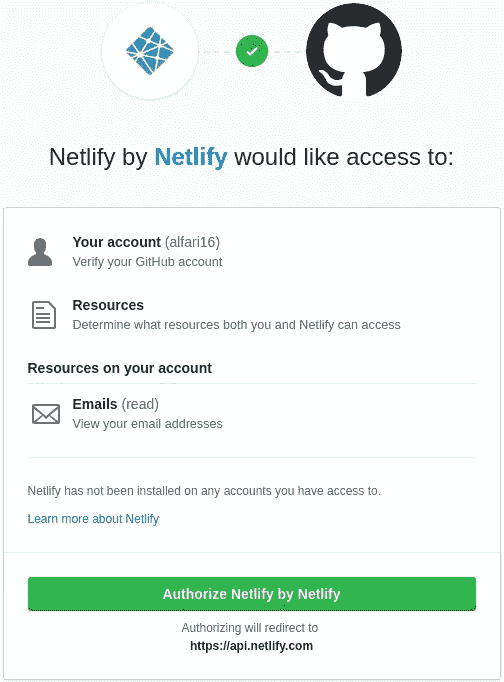 Netlify by Netlify would like access to:
Your account (alfari16)
Verify your GitHub account
Resources
Determine what resources both you and Netlify can access
Resources on your account
Emails (read)
View your email addresses
Netlify has not been installed on any accounts you have access to.
Learn more about Netlify
Authorize Netlify by Netlify
Authorizing will redirect to
https://api.netlify.com